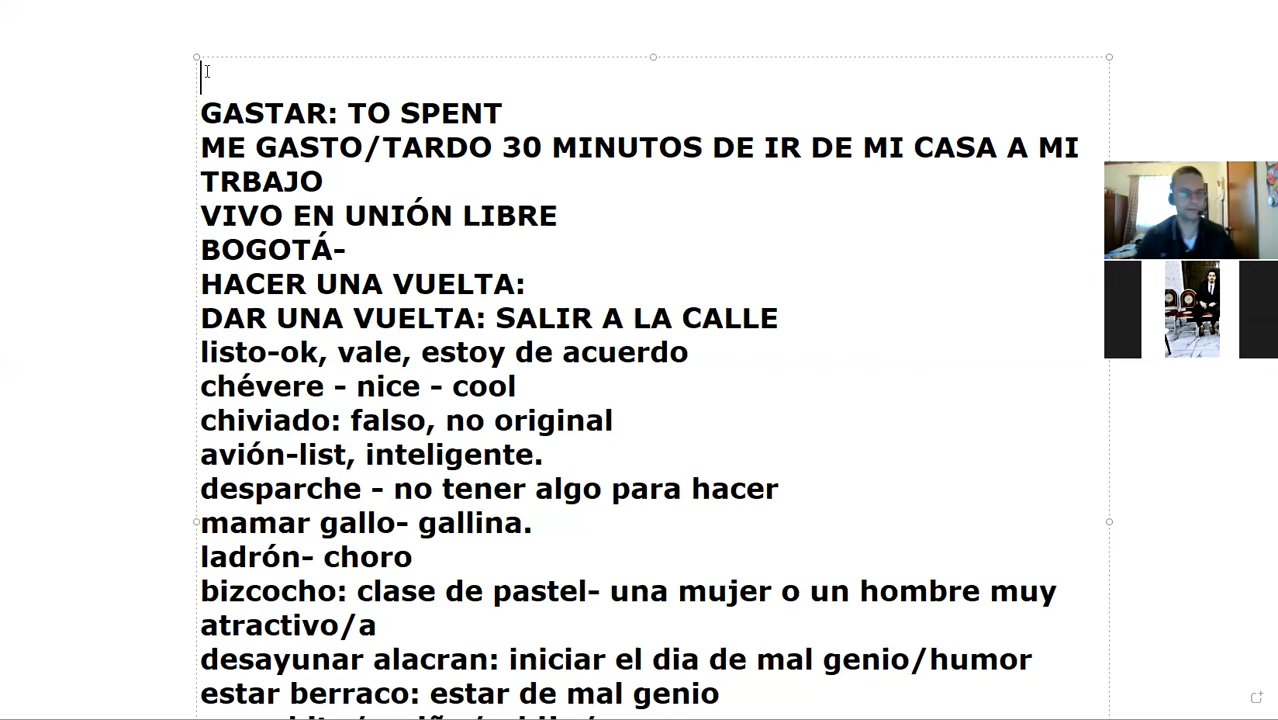 GASTAR: TO SPENT
ME GASTO/TARDO 30 MINUTOS DE IR DE MI CASA A MI
TRBAJO
VIVO EN UNIÓN LIBRE
BOGOTÁ-
HACER UNA VUELTA:
DAR UNA VUELTA: SALIR A LA CALLE
listo-ok, vale, estoy de acuerdo
chévere - nice - cool
chiviado: falso, no original
avión-list, inteligente.
desparche - no tener algo para hacer
mamar gallo- gallina.
ladrón- choro
bizcocho: clase de pastel- una mujer o un hombre muy
atractivo/a
desayunar alacran: iniciar el dia de mal genio/humor
estar berraco: estar de mal genio